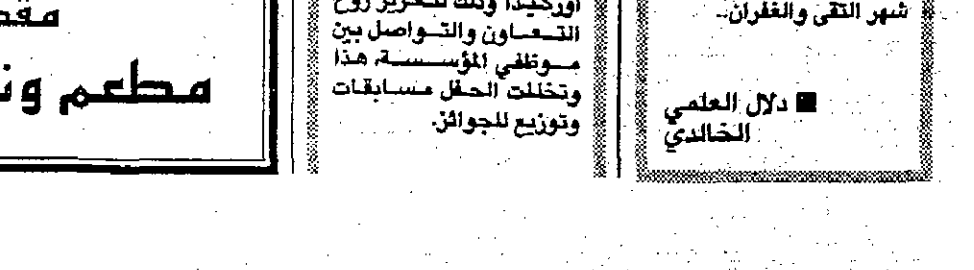 شهر التقى والغفران..
■ دلال العلمي
الخالدي
اوركيدا وذلك لتعزيز روح
التعاون والتواصل بين
موظفي المؤسسة، هذا
وتخللت الحفل مسابقات
وتوزيع للجوائز.
مطعم